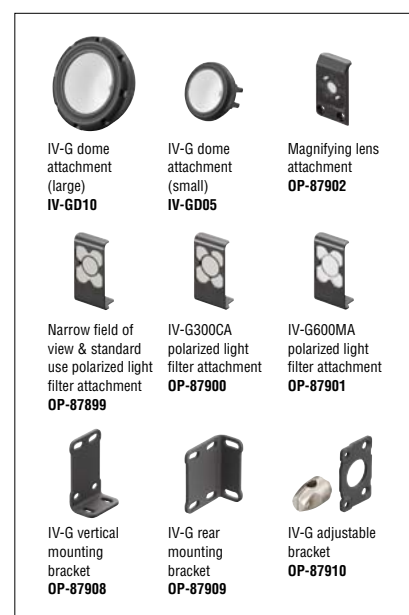 IV-G dome
attachment
(large)
IV-GD10
IV-G dome
attachment
(small)
IV-GD05
Magnifying lens
attachment
OP-87902
Narrow field of
view & standard
use polarized light
filter attachment
OP-87899
IV-G300CA
polarized light
filter attachment
OP-87900
IV-G600MA
polarized light
filter attachment
OP-87901
IV-G vertical
mounting
bracket
OP-87908
IV-G rear
mounting
bracket
OP-87909
IV-G adjustable
bracket
OP-87910